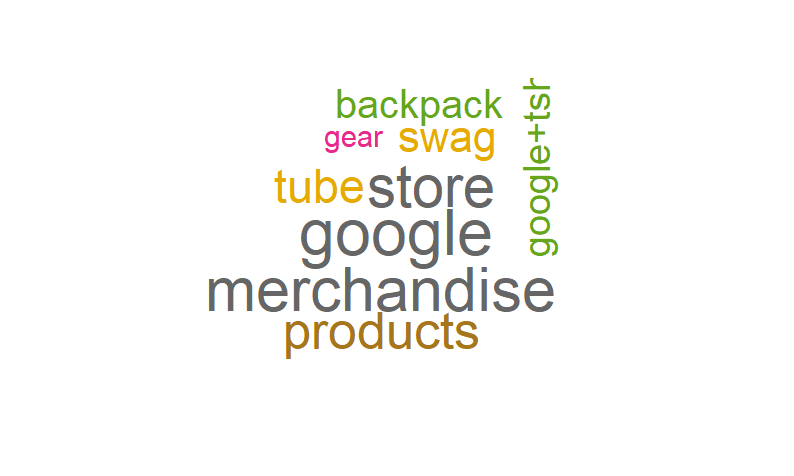 backpack
gear swag
tube store
google
merchandise
products
google+tsr